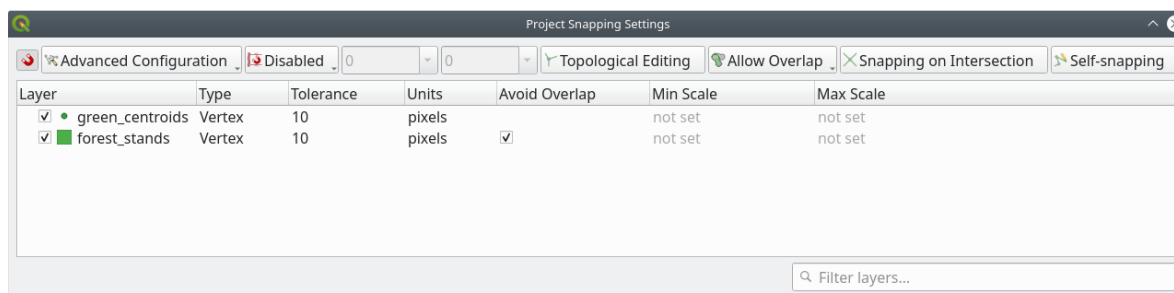 Project Snapping Settings
Advanced Configuration Disabled 0 0 Topological Editing Allow Overlap Snapping on Intersection Self-snapping
Layer Type Tolerance Units Avoid Overlap Min Scale Max Scale
green_centroids Vertex 10 pixels not set not set
forest_stands Vertex 10 pixels not set not set
Filter layers...